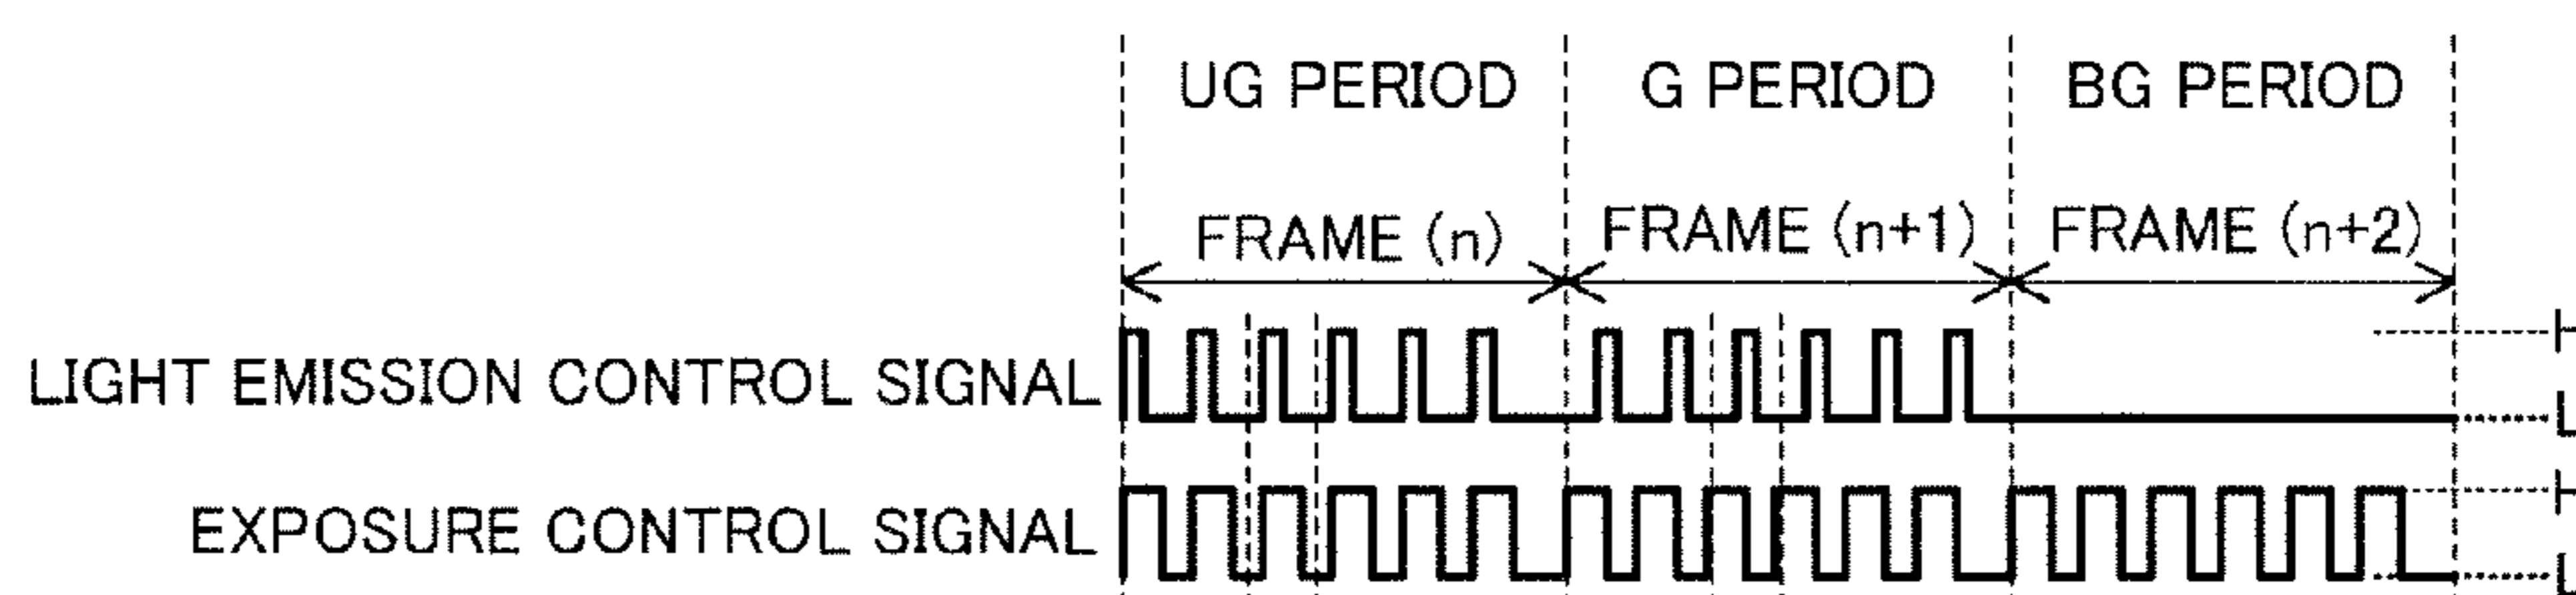 UG PERIOD G PERIOD BG PERIOD
FRAME (n) FRAME (n+1) FRAME (n+2)
LIGHT EMISSION CONTROL SIGNAL
EXPOSURE CONTROL SIGNAL